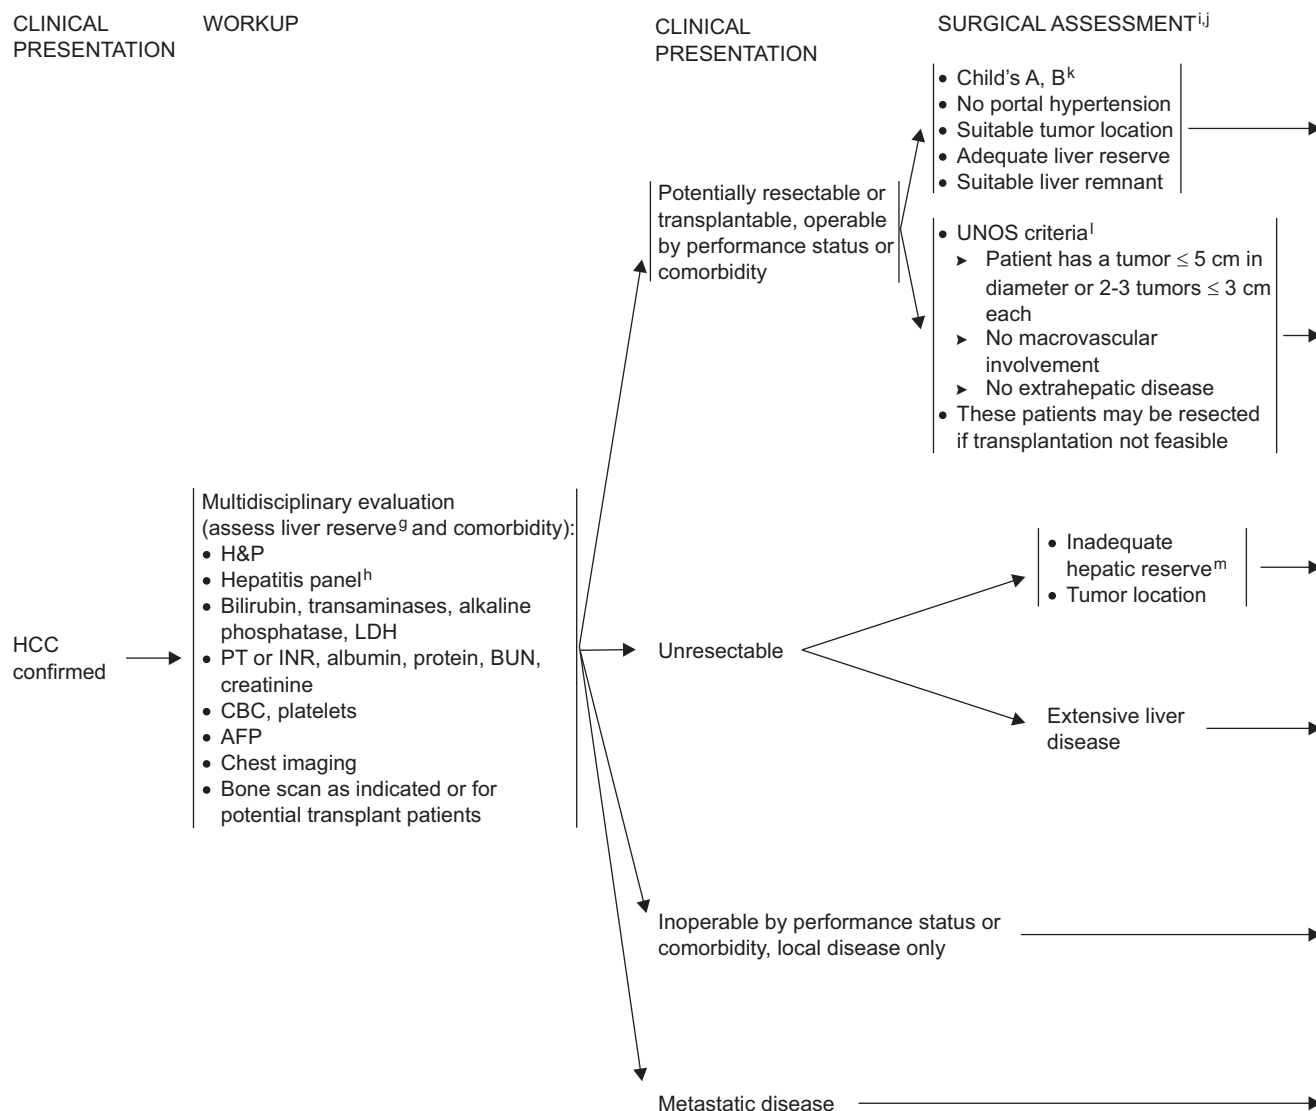 CLINICAL
PRESENTATION
WORKUP
CLINICAL
PRESENTATION
SURGICAL ASSESSMENTi,j
• Child's A, Bk
• No portal hypertension
• Suitable tumor location
• Adequate liver reserve
• Suitable liver remnant
Potentially resectable or
transplantable, operable
by performance status or
comorbidity
• UNOS criterial
➤ Patient has a tumor ≤ 5 cm in
diameter or 2-3 tumors ≤ 3 cm
each
➤ No macrovascular
involvement
➤ No extrahepatic disease
• These patients may be resected
if transplantation not feasible
HCC
confirmed
Multidisciplinary evaluation
(assess liver reserveg and comorbidity):
• H&P
• Hepatitis panelh
• Bilirubin, transaminases, alkaline
phosphatase, LDH
• PT or INR, albumin, protein, BUN,
creatinine
• CBC, platelets
• AFP
• Chest imaging
• Bone scan as indicated or for
potential transplant patients
Unresectable
• Inadequate
hepatic reservem
• Tumor location
Extensive liver
disease
Inoperable by performance status or
comorbidity, local disease only
Metastatic disease